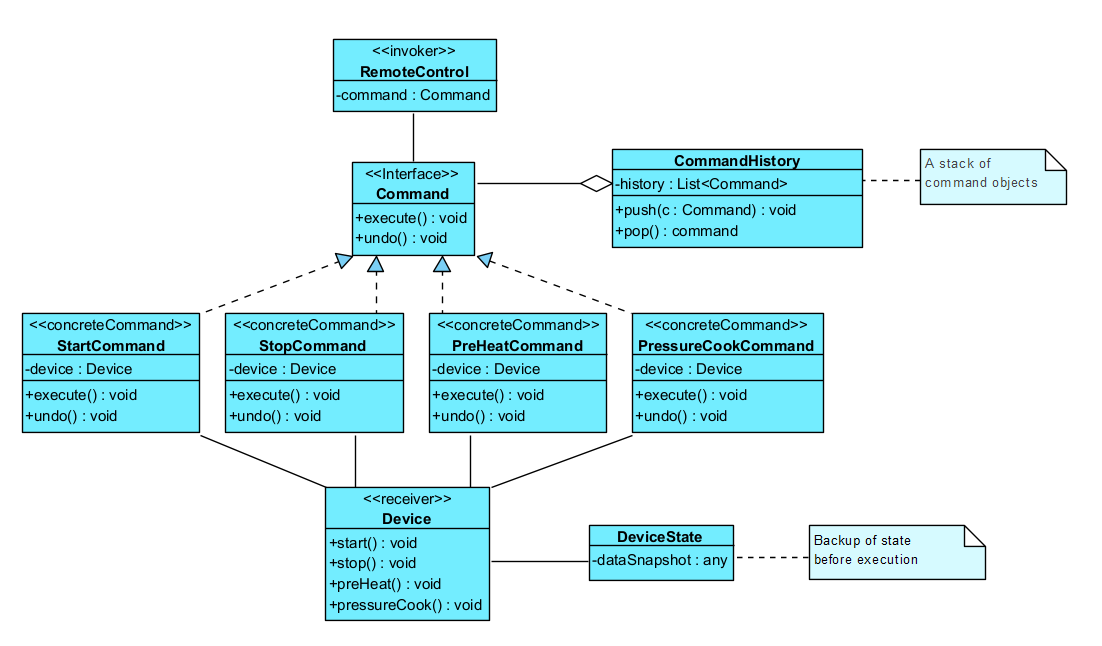 <<invoker>>
RemoteControl
-command : Command
<<Interface>>
Command
+execute() : void
+undo() : void
CommandHistory
-history : List<Command>
+push(c : Command) : void
+pop() : command
A stack of
command objects
<<concreteCommand>>
StartCommand
-device : Device
+execute() : void
+undo() : void
<<concreteCommand>>
StopCommand
-device : Device
+execute() : void
+undo() : void
<<concreteCommand>>
PreHeatCommand
-device : Device
+execute() : void
+undo() : void
<<concreteCommand>>
PressureCookCommand
-device : Device
+execute() : void
+undo() : void
<<receiver>>
Device
+start() : void
+stop() : void
+preHeat() : void
+pressureCook() : void
DeviceState
-dataSnapshot : any
Backup of state
before execution